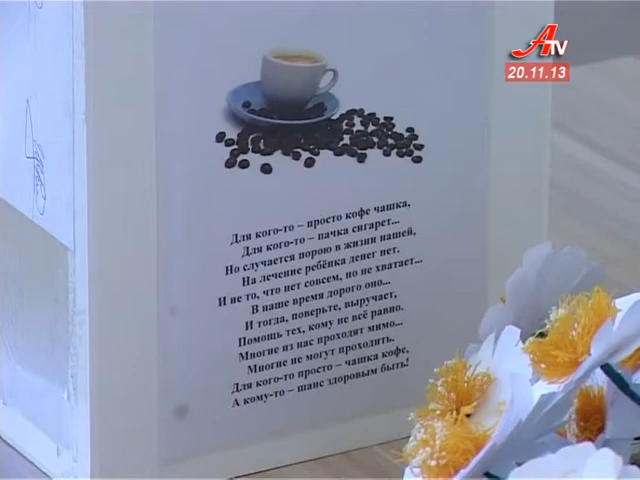 ATV
20.11.13
Для кого-то – просто кофе чашка,
Для кого-то – пачка сигарет...
Но случается порою в жизни нашей,
На лечение ребёнка денег нет.
И не то, что нет совсем, но не хватает...
В наше время дорого оно...
И тогда, поверьте, выручает,
Помощь тех, кому не всё равно.
Многие из нас проходят мимо...
Многие не могут проходить.
Для кого-то просто – чашка кофе,
А кому-то – шанс здоровым быть!